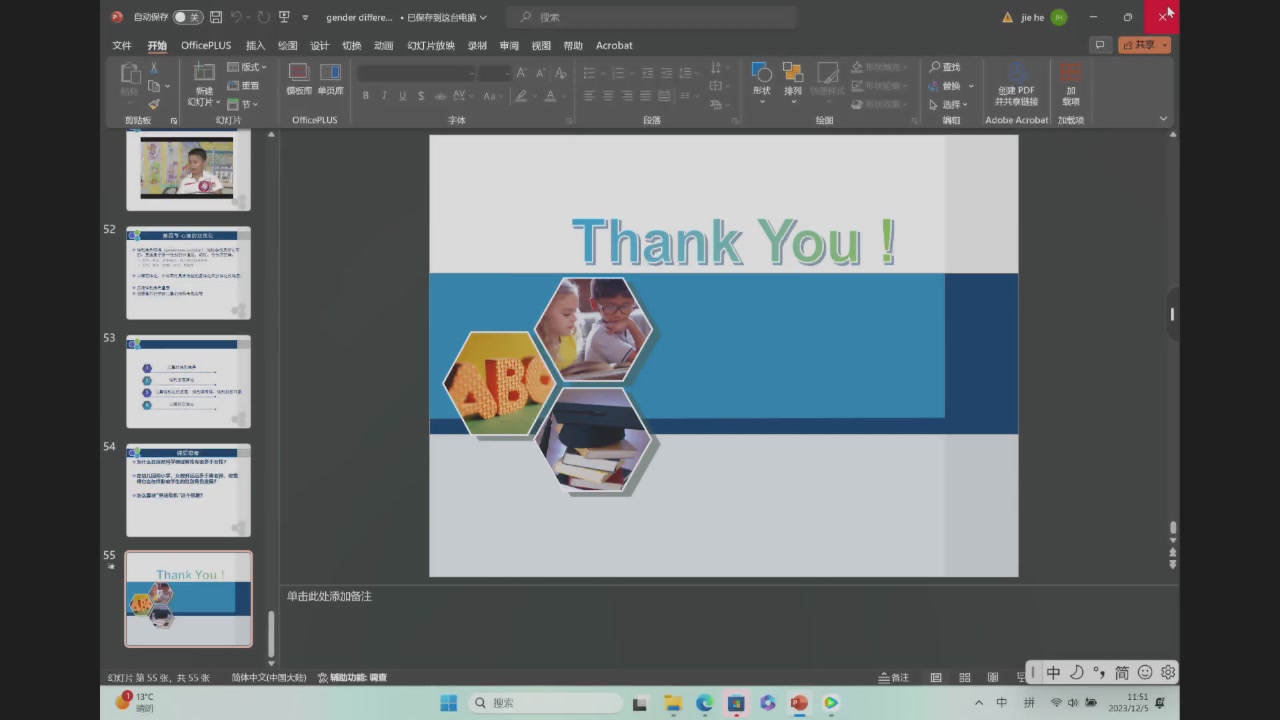 自动保存 关
gender differe... • 已保存到这台电脑
搜索
jie he
JH
文件 开始 OfficePLUS 插入 绘图 设计 切换 动画 幻灯片放映 录制 审阅 视图 帮助 Acrobat
共享
粘贴
剪贴板
新建
幻灯片
版式
重置
节
幻灯片
模板库 单页库
OfficePLUS
B I U S ab AV Aa A
字体
段落
形状 排列 快速样式
形状填充
形状轮廓
形状效果
绘图
查找
替换
选择
编辑
创建 PDF
并共享链接
Adobe Acrobat
加
载项
加载项
52
53
54
课后思考
55
Thank You !
Thank You !
ABC
单击此处添加备注
幻灯片 第 55 张，共 55 张 简体中文(中国大陆) 辅助功能: 调查
备注
中 简
1
13°C
晴朗
搜索
中 拼
11:51
2023/12/5